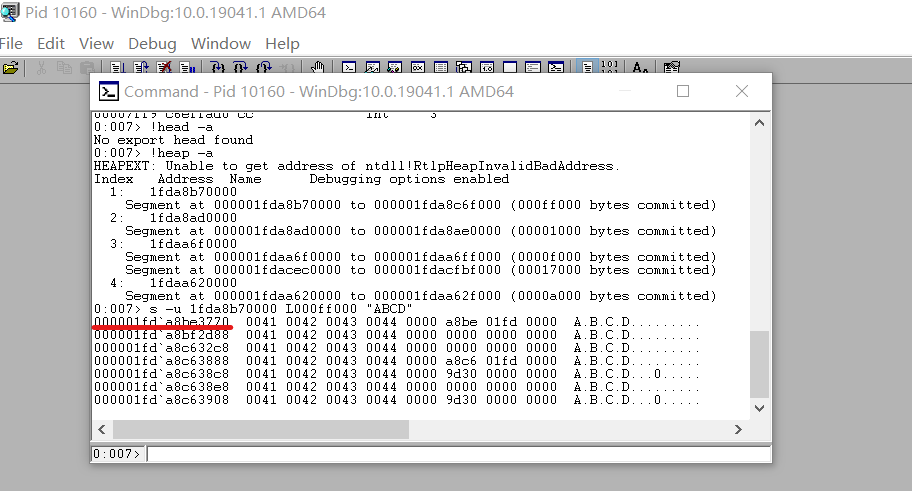 Pid 10160 - WinDbg:10.0.19041.1 AMD64
File Edit View Debug Window Help
Command - Pid 10160 - WinDbg:10.0.19041.1 AMD64
int 3
0:007> !head -a
No export head found
0:007> !heap -a
HEAPEXT: Unable to get address of ntdll!RtlpHeapInvalidBadAddress.
Index Address Name Debugging options enabled
1: 1fda8b70000
Segment at 000001fda8b70000 to 000001fda8c6f000 (000ff000 bytes committed)
2: 1fda8ad0000
Segment at 000001fda8ad0000 to 000001fda8ae0000 (00001000 bytes committed)
3: 1fdaa6f0000
Segment at 000001fdaa6f0000 to 000001fdaa6ff000 (0000f000 bytes committed)
Segment at 000001fdacec0000 to 000001fdacfbf000 (00017000 bytes committed)
4: 1fdaa620000
Segment at 000001fdaa620000 to 000001fdaa62f000 (0000a000 bytes committed)
0:007> s -u 1fda8b70000 L000ff000 "ABCD"
000001fd`a8be3770 0041 0042 0043 0044 0000 a8be 01fd 0000 A.B.C.D.........
000001fd`a8bf2d88 0041 0042 0043 0044 0000 0000 0000 0000 A.B.C.D.........
000001fd`a8c632c8 0041 0042 0043 0044 0000 0000 0000 0000 A.B.C.D.........
000001fd`a8c63888 0041 0042 0043 0044 0000 a8c6 01fd 0000 A.B.C.D.........
000001fd`a8c638c8 0041 0042 0043 0044 0000 9d30 0000 0000 A.B.C.D...0.....
000001fd`a8c638e8 0041 0042 0043 0044 0000 0000 0000 0000 A.B.C.D.........
000001fd`a8c63908 0041 0042 0043 0044 0000 9d30 0000 0000 A.B.C.D...0.....
0:007>